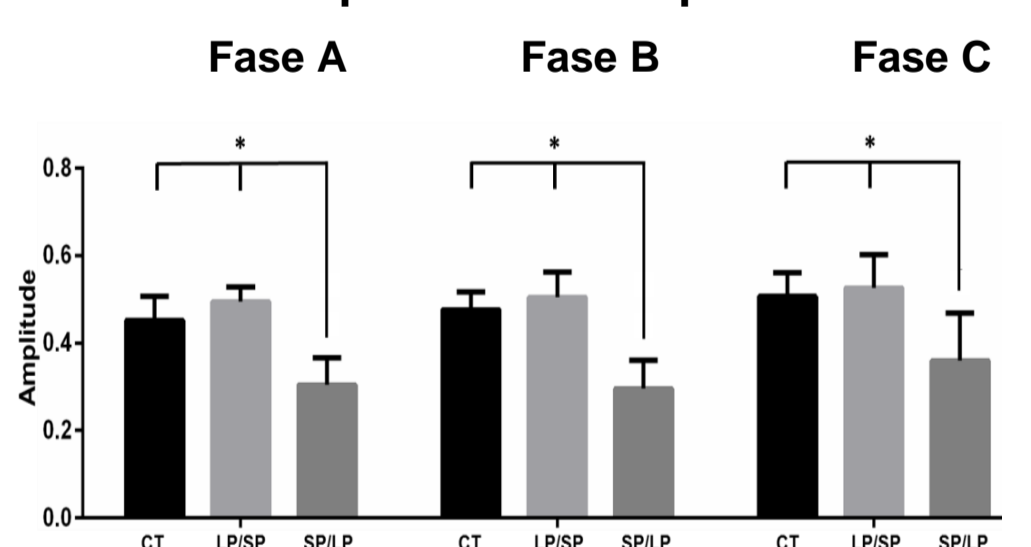 Fase A Fase B Fase C
* * *
0.8
0.6
0.4
0.2
0.0
Amplitude
CT LP/SP SP/LP CT LP/SP SP/LP CT LP/SP SP/LP